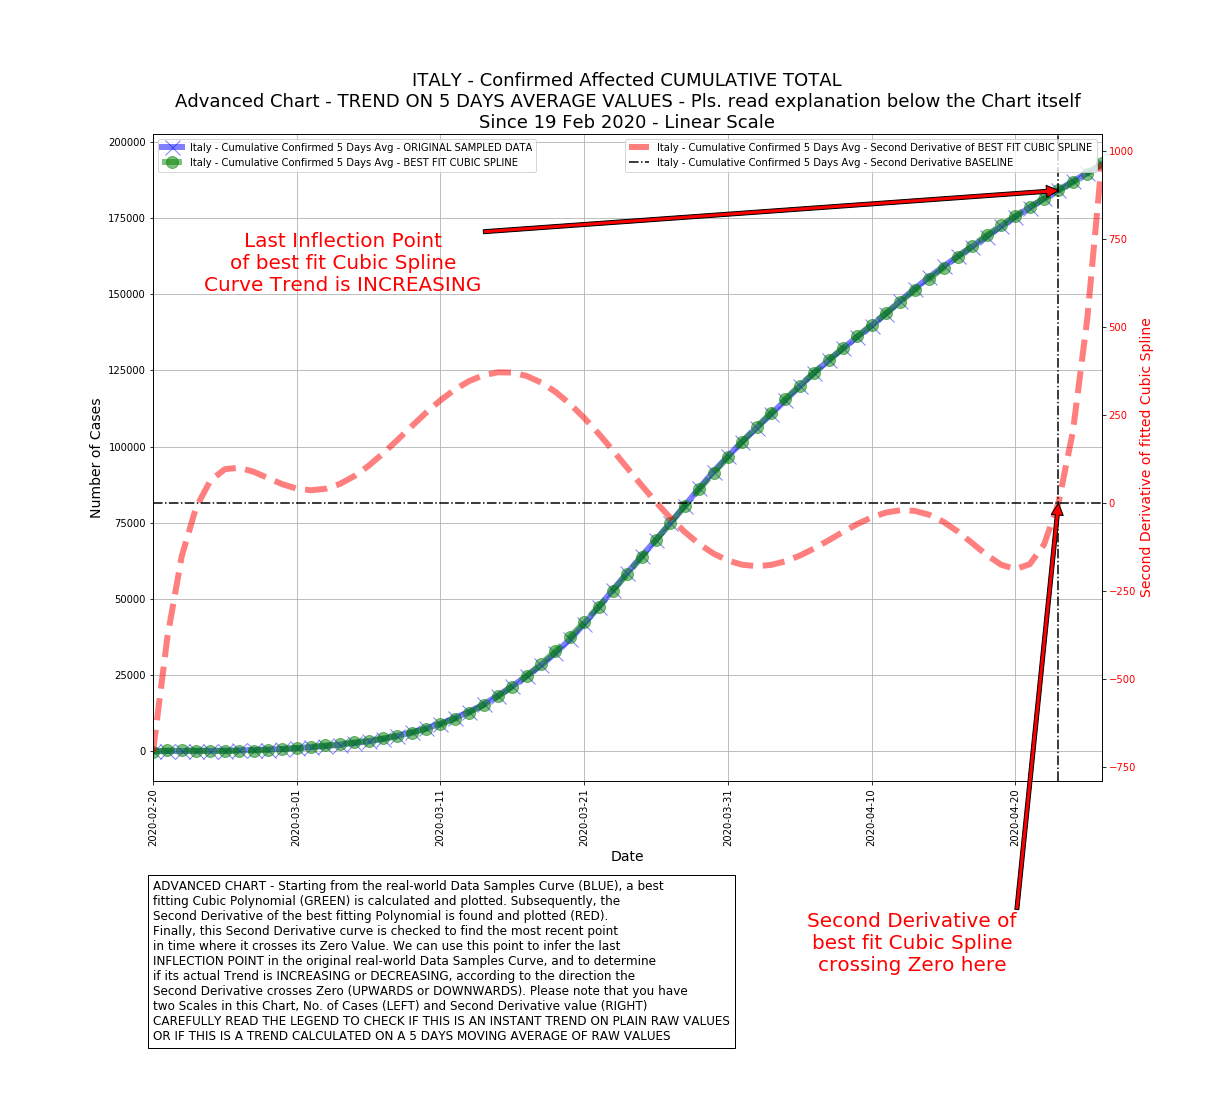 ITALY - Confirmed Affected CUMULATIVE TOTAL
Advanced Chart - TREND ON 5 DAYS AVERAGE VALUES - Pls. read explanation below the Chart itself
Since 19 Feb 2020 - Linear Scale
Italy - Cumulative Confirmed 5 Days Avg - ORIGINAL SAMPLED DATA
Italy - Cumulative Confirmed 5 Days Avg - BEST FIT CUBIC SPLINE
Italy - Cumulative Confirmed 5 Days Avg - Second Derivative of BEST FIT CUBIC SPLINE
Italy - Cumulative Confirmed 5 Days Avg - Second Derivative BASELINE
Last Inflection Point
of best fit Cubic Spline
Curve Trend is INCREASING
Number of Cases
200000
175000
150000
125000
100000
75000
50000
25000
0
1000
750
500
250
0
−250
−500
−750
Second Derivative of fitted Cubic Spline
2020-02-20
2020-03-01
2020-03-11
2020-03-21
2020-03-31
2020-04-10
2020-04-20
Date
ADVANCED CHART - Starting from the real-world Data Samples Curve (BLUE), a best
fitting Cubic Polynomial (GREEN) is calculated and plotted. Subsequently, the
Second Derivative of the best fitting Polynomial is found and plotted (RED).
Finally, this Second Derivative curve is checked to find the most recent point
in time where it crosses its Zero Value. We can use this point to infer the last
INFLECTION POINT in the original real-world Data Samples Curve, and to determine
if its actual Trend is INCREASING or DECREASING, according to the direction the
Second Derivative crosses Zero (UPWARDS or DOWNWARDS). Please note that you have
two Scales in this Chart, No. of Cases (LEFT) and Second Derivative value (RIGHT)
CAREFULLY READ THE LEGEND TO CHECK IF THIS IS AN INSTANT TREND ON PLAIN RAW VALUES
OR IF THIS IS A TREND CALCULATED ON A 5 DAYS MOVING AVERAGE OF RAW VALUES
Second Derivative of
best fit Cubic Spline
crossing Zero here